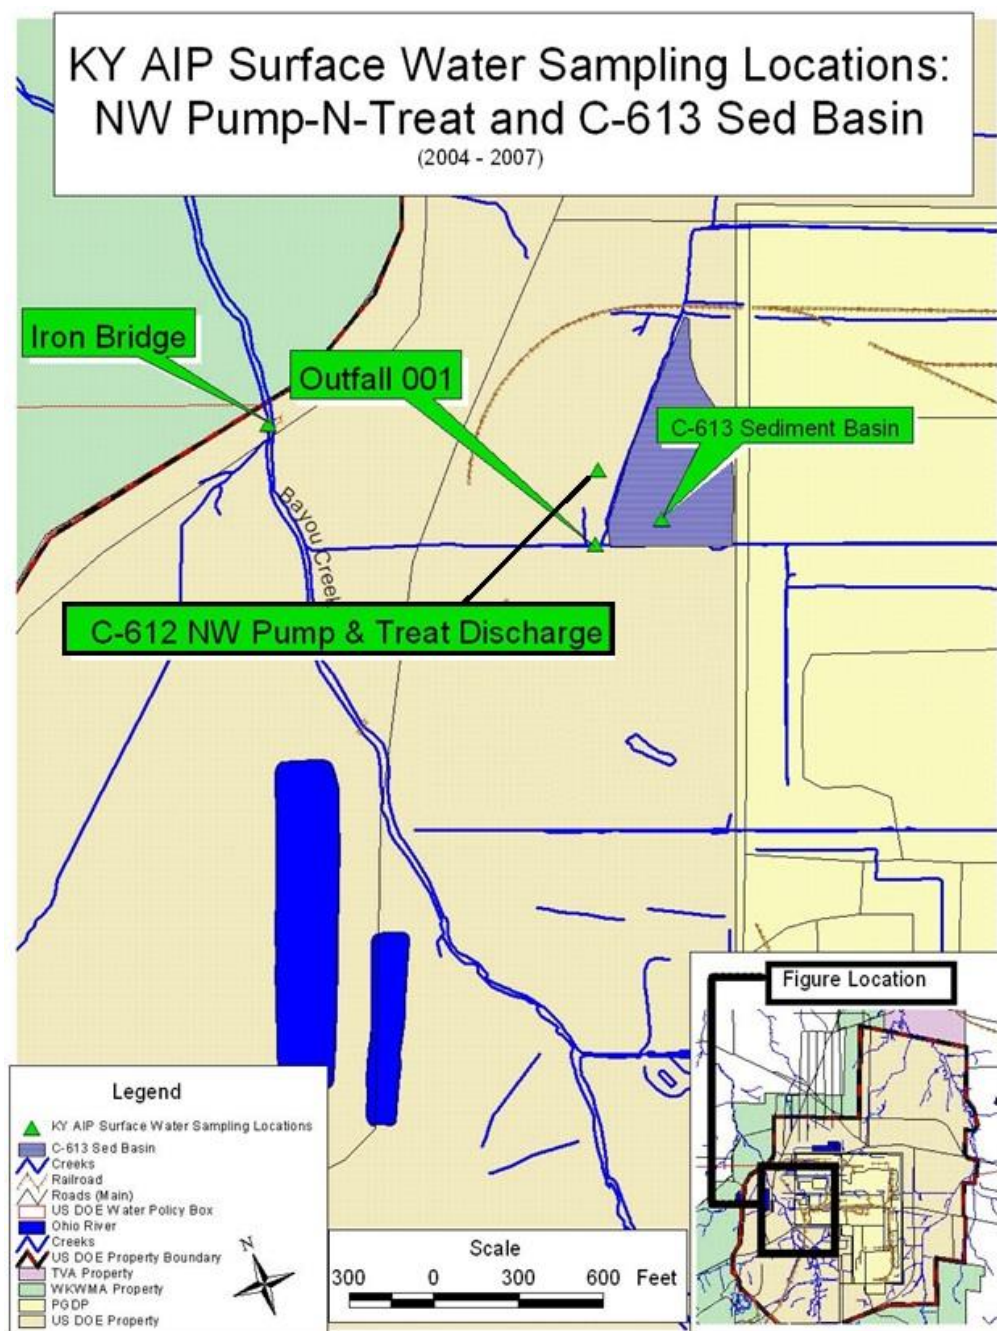 KY AIP Surface Water Sampling Locations:
NW Pump-N-Treat and C-613 Sed Basin
(2004 - 2007)
Iron Bridge
Outfall 001
C-613 Sediment Basin
Bayou Creek
C-612 NW Pump & Treat Discharge
Figure Location
Legend
KY AIP Surface Water Sampling Locations
C-613 Sed Basin
Creeks
Railroad
Roads (Main)
US DOE Water Policy Box
Ohio River
Creeks
US DOE Property Boundary
TVA Property
WKWMA Property
PGDP
US DOE Property
N
Scale
300 0 300 600 Feet